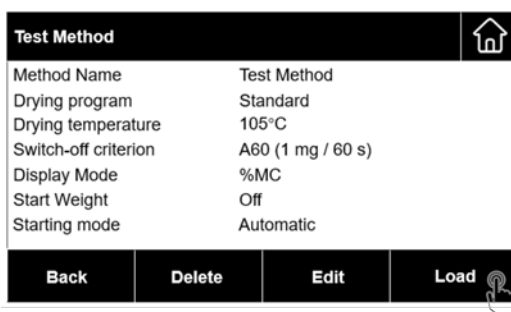 Test Method
Method Name Test Method
Drying program Standard
Drying temperature 105°C
Switch-off criterion A60 (1 mg / 60 s)
Display Mode %MC
Start Weight Off
Starting mode Automatic
Back Delete Edit Load